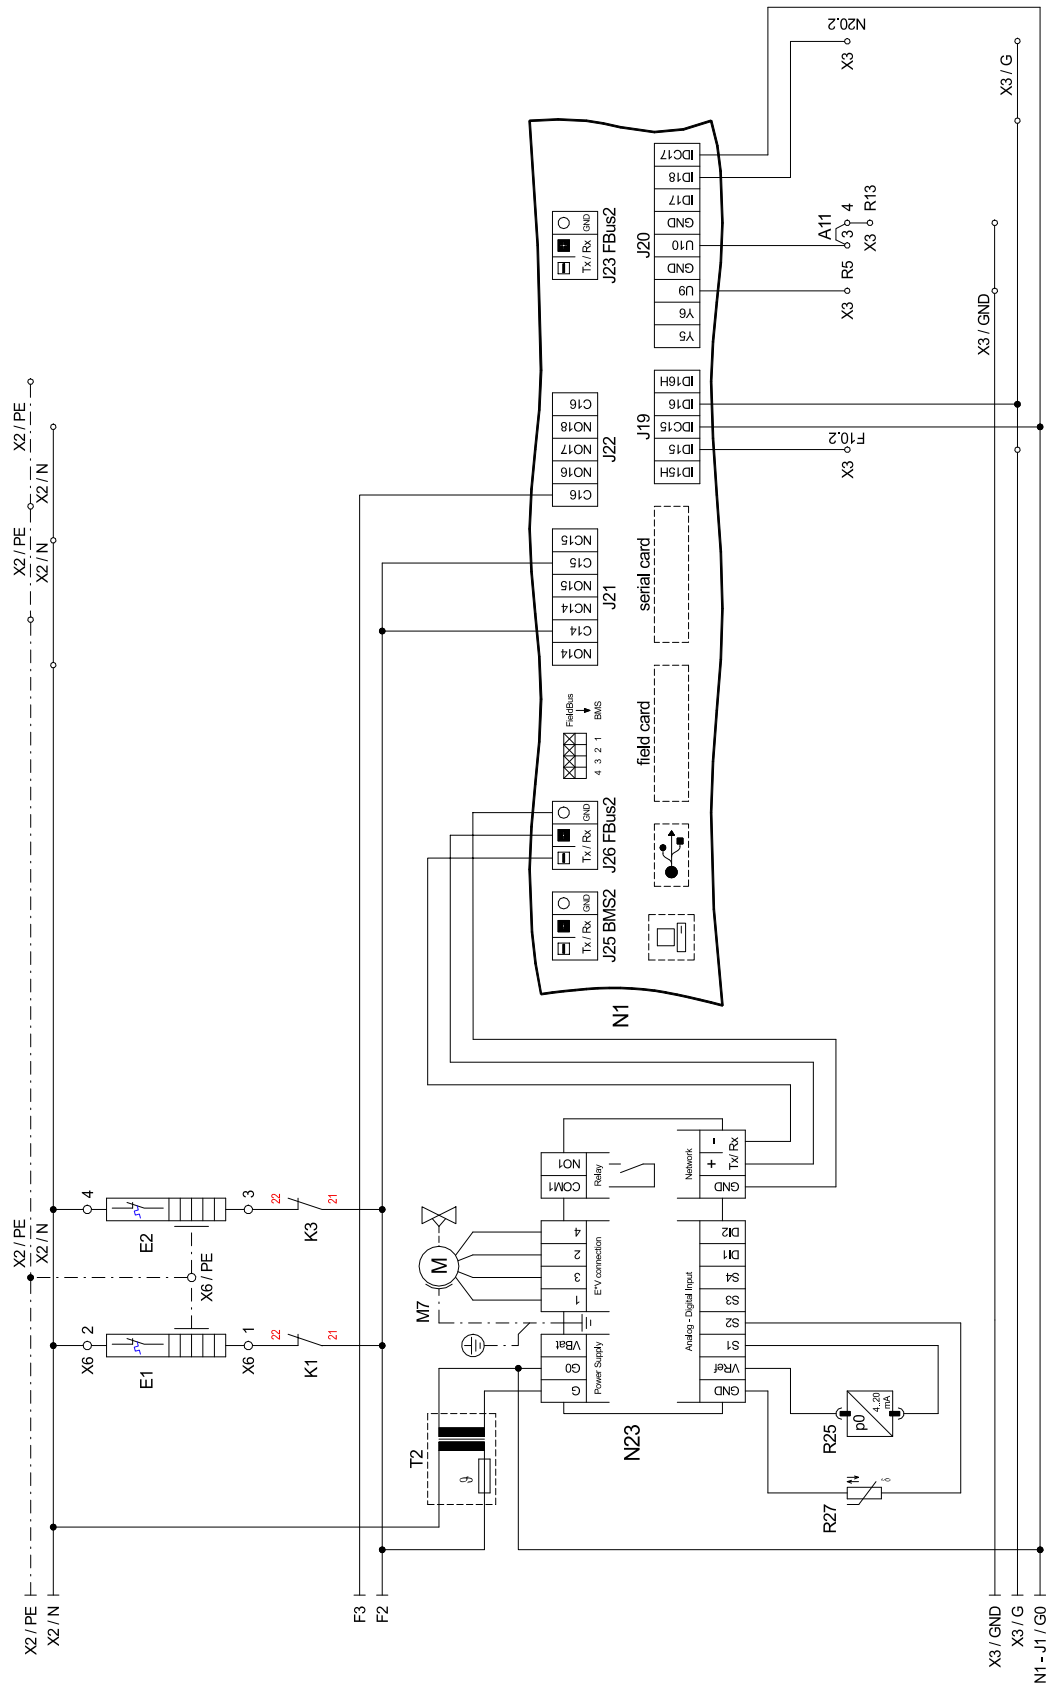 X2 / PE
X2 / N
F3
F2
X3 / GND
X3 / G
N1 - J1 / G0
X2 / PE
X2 / N
X2 / PE
X2 / N
X2 / PE
X2 / N
X6
2
E1
X6
1
22
21
K1
X6 / PE
4
E2
3
22
21
K3
T2
ϑ
N23
G
G0
VBat
Power Supply
1
3
2
4
E*V connection
COM1
NO1
Relay
GND
VRef
S1
S2
S3
S4
DI1
DI2
Analog - Digital Input
GND
+
-
Tx/ Rx
Network
M7
M
R25
p0
4..20
mA
R27
ϑ
N1
J25 BMS2
Tx / Rx
GND
J26 FBus2
Tx / Rx
GND
4 3 2 1
FieldBus
BMS
field card
serial card
J21
NO14
C14
NC14
NO15
C15
NC15
J22
C16
NO16
NO17
NO18
C16
J23 FBus2
Tx / Rx
GND
J19
ID15H
ID15
IDC15
ID16
ID16H
J20
Y5
Y6
U9
GND
U10
GND
ID17
ID18
IDC17
X3
F10.2
X3
R5
A11
3
4
X3
R13
X3
N20.2
X3 / GND
X3 / G